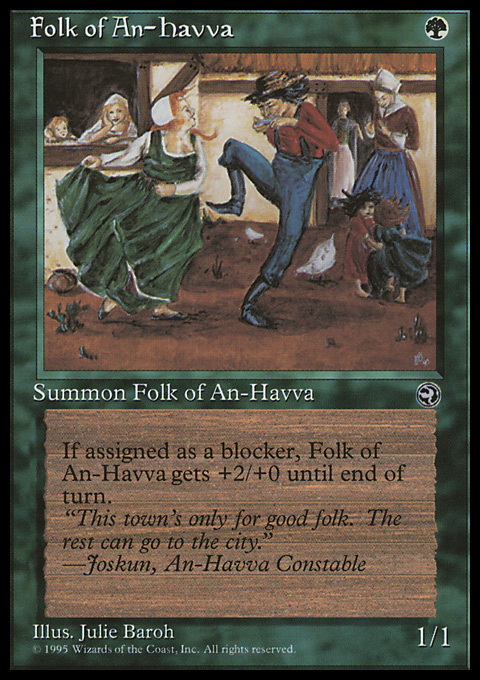 Folk of An-Havva
Summon Folk of An-Havva
If assigned as a blocker, Folk of
An-Havva gets +2/+0 until end of
turn.
“This town’s only for good folk. The
rest can go to the city.”
—Joskun, An-Havva Constable
Illus. Julie Baroh
1/1
© 1995 Wizards of the Coast, Inc. All rights reserved.